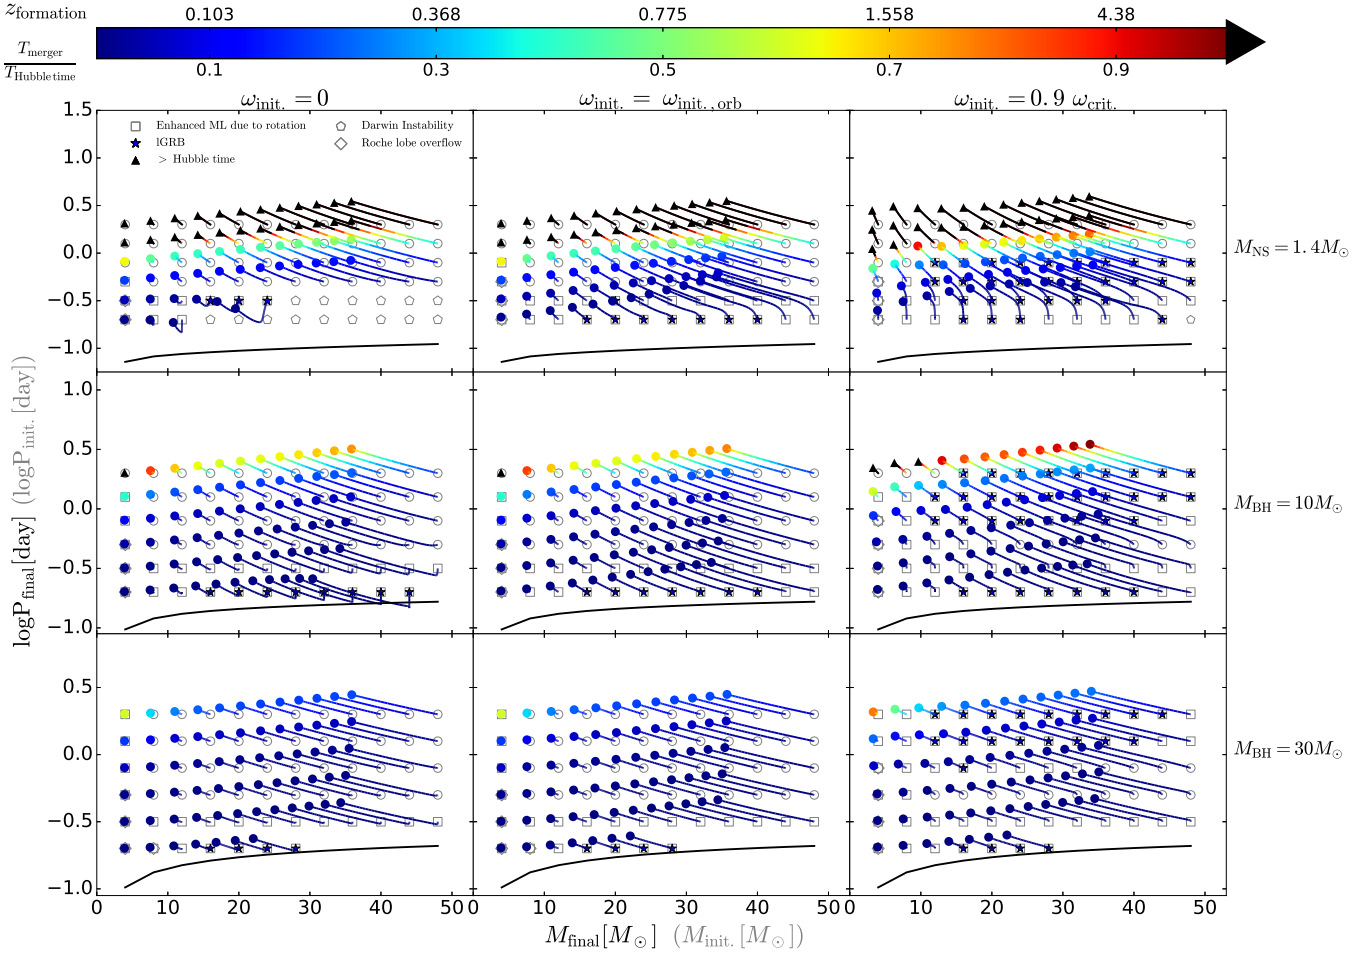 z_formation 0.103 0.368 0.775 1.558 4.38
T_merger / T_Hubble time 0.1 0.3 0.5 0.7 0.9
ω_init. = 0 ω_init. = ω_init.,orb ω_init. = 0.9 ω_crit.
Enhanced ML due to rotation
lGRB
> Hubble time
Darwin Instability
Roche lobe overflow
1.5
1.0
0.5
0.0
−0.5
−1.0
M_NS = 1.4M_⊙
1.0
0.5
0.0
−0.5
−1.0
M_BH = 10M_⊙
0.5
0.0
−0.5
−1.0
M_BH = 30M_⊙
logP_final[day] (logP_init.[day])
0 10 20 30 40 50 0 10 20 30 40 50 0 10 20 30 40 50
M_final[M_⊙] (M_init.[M_⊙])